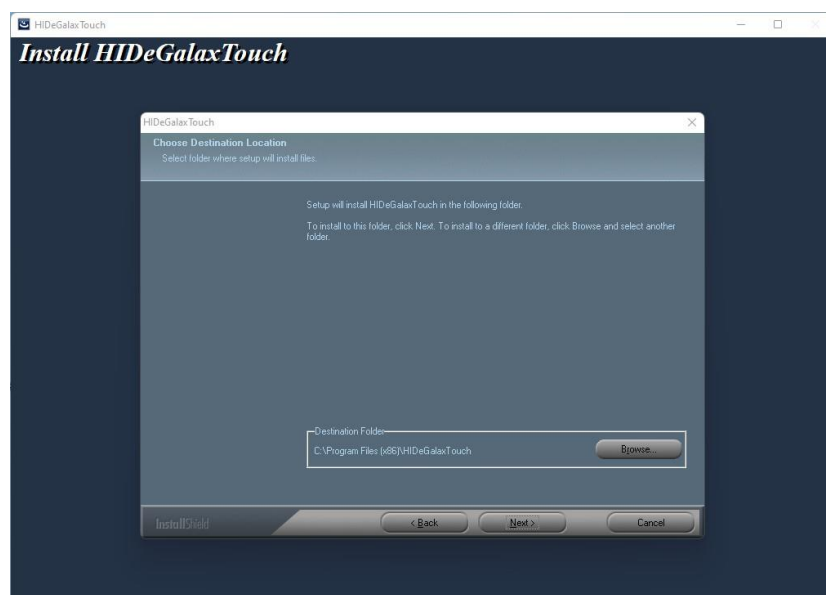 HIDeGalaxTouch
Install HIDeGalaxTouch
HIDeGalaxTouch
Choose Destination Location
Select folder where setup will install files.
Setup will install HIDeGalaxTouch in the following folder.
To install to this folder, click Next. To install to a different folder, click Browse and select another
folder.
Destination Folder
C:\Program Files (x86)\HIDeGalaxTouch
Browse...
InstallShield
< Back
Next >
Cancel